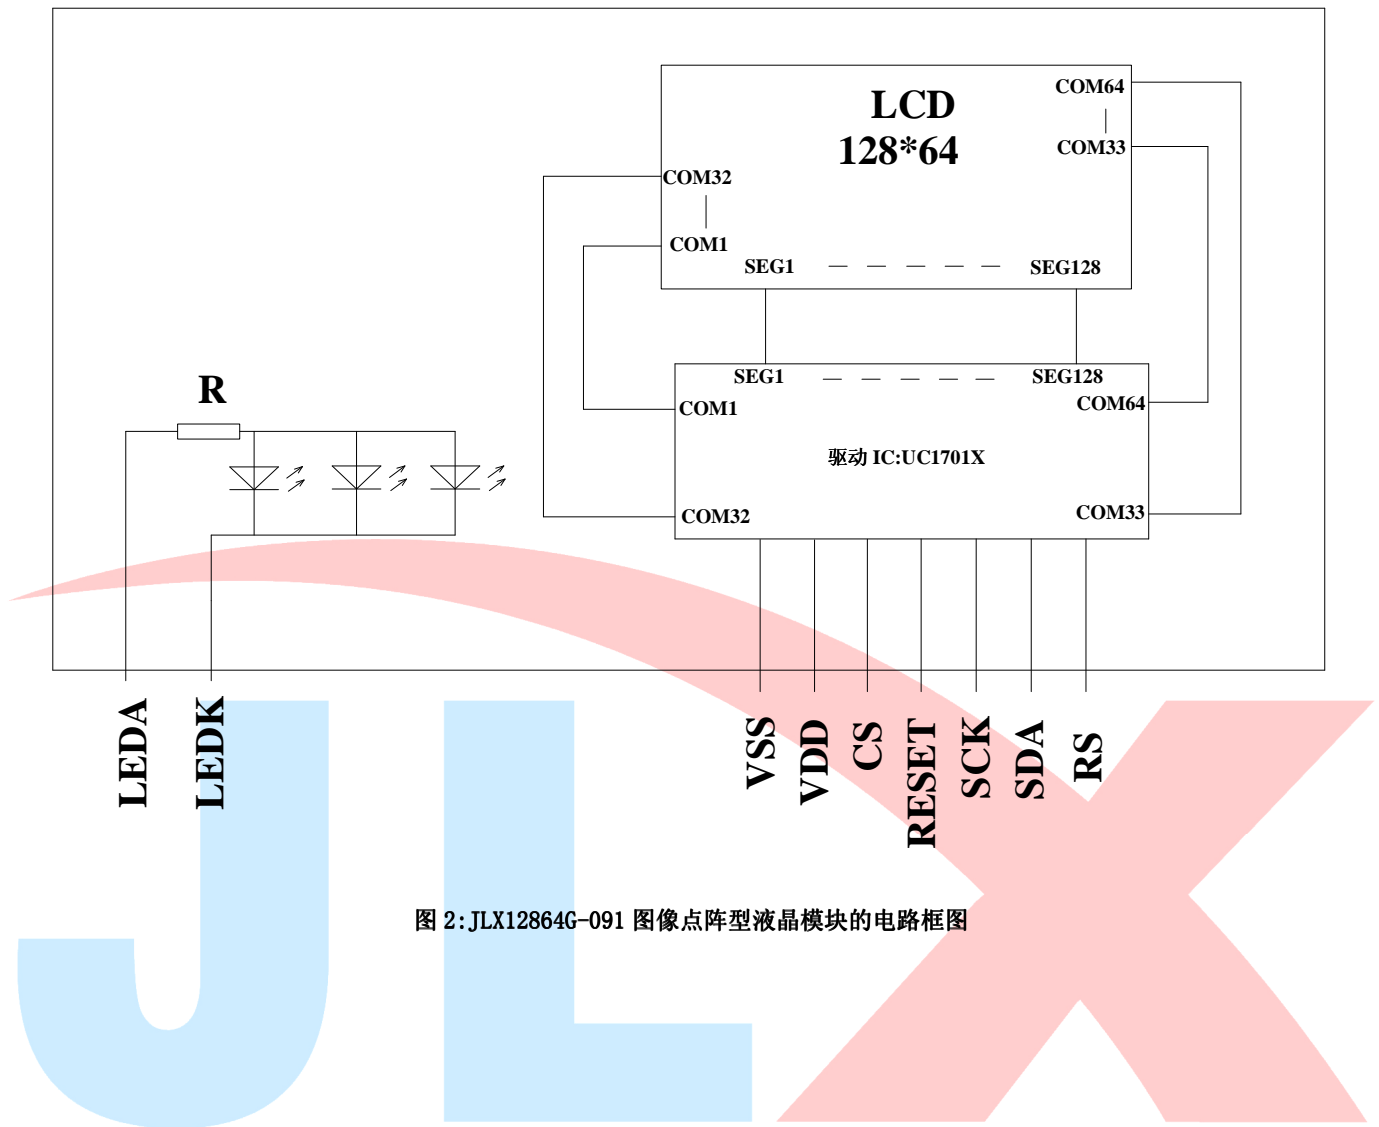 LCD
128*64
COM64
COM33
COM32
COM1
SEG1
SEG128
SEG1
SEG128
COM1
COM64
驱动 IC:UC1701X
COM32
COM33
R
LEDA
LEDK
VSS
VDD
CS
RESET
SCK
SDA
RS
图 2:JLX12864G-091 图像点阵型液晶模块的电路框图
JLX